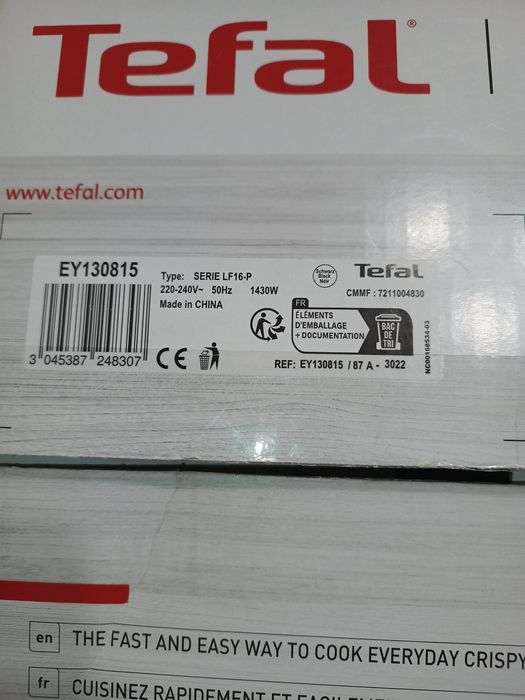 Tefal®
www.tefal.com
EY130815
3 045387 248307
Type: SERIE LF16-P
220-240V~ 50Hz 1430W
Made in CHINA
CE
Schwarz
Black
Noir
Tefal
CMMF : 7211004830
FR
ÉLÉMENTS
D'EMBALLAGE
+ DOCUMENTATION
BAC
DE
TRI
REF: EY130815 / 87 A - 3022
NC00168534-03
en THE FAST AND EASY WAY TO COOK EVERYDAY CRISPY
fr CUISINEZ RAPIDEMENT ET